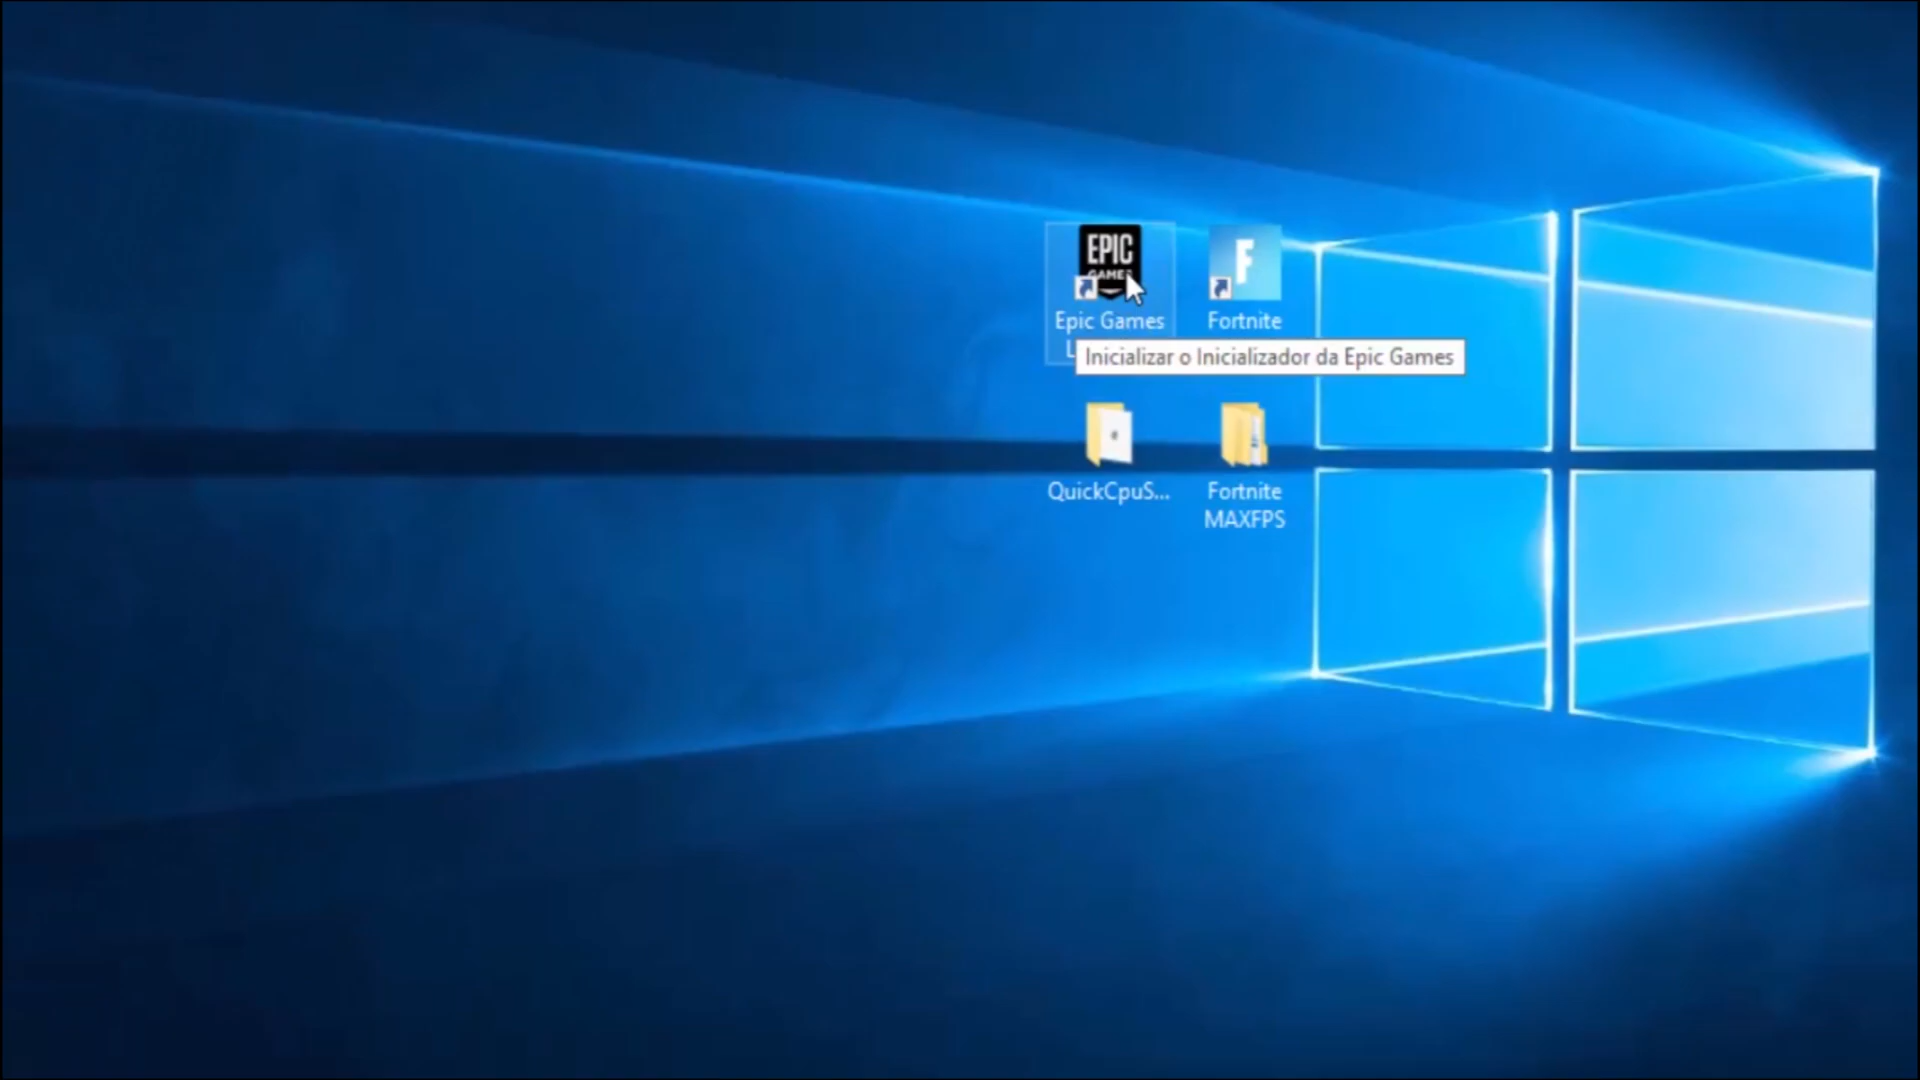 EPIC
GAMES
F
Epic Games
Fortnite
Inicializar o Inicializador da Epic Games
QuickCpuS...
Fortnite
MAXFPS